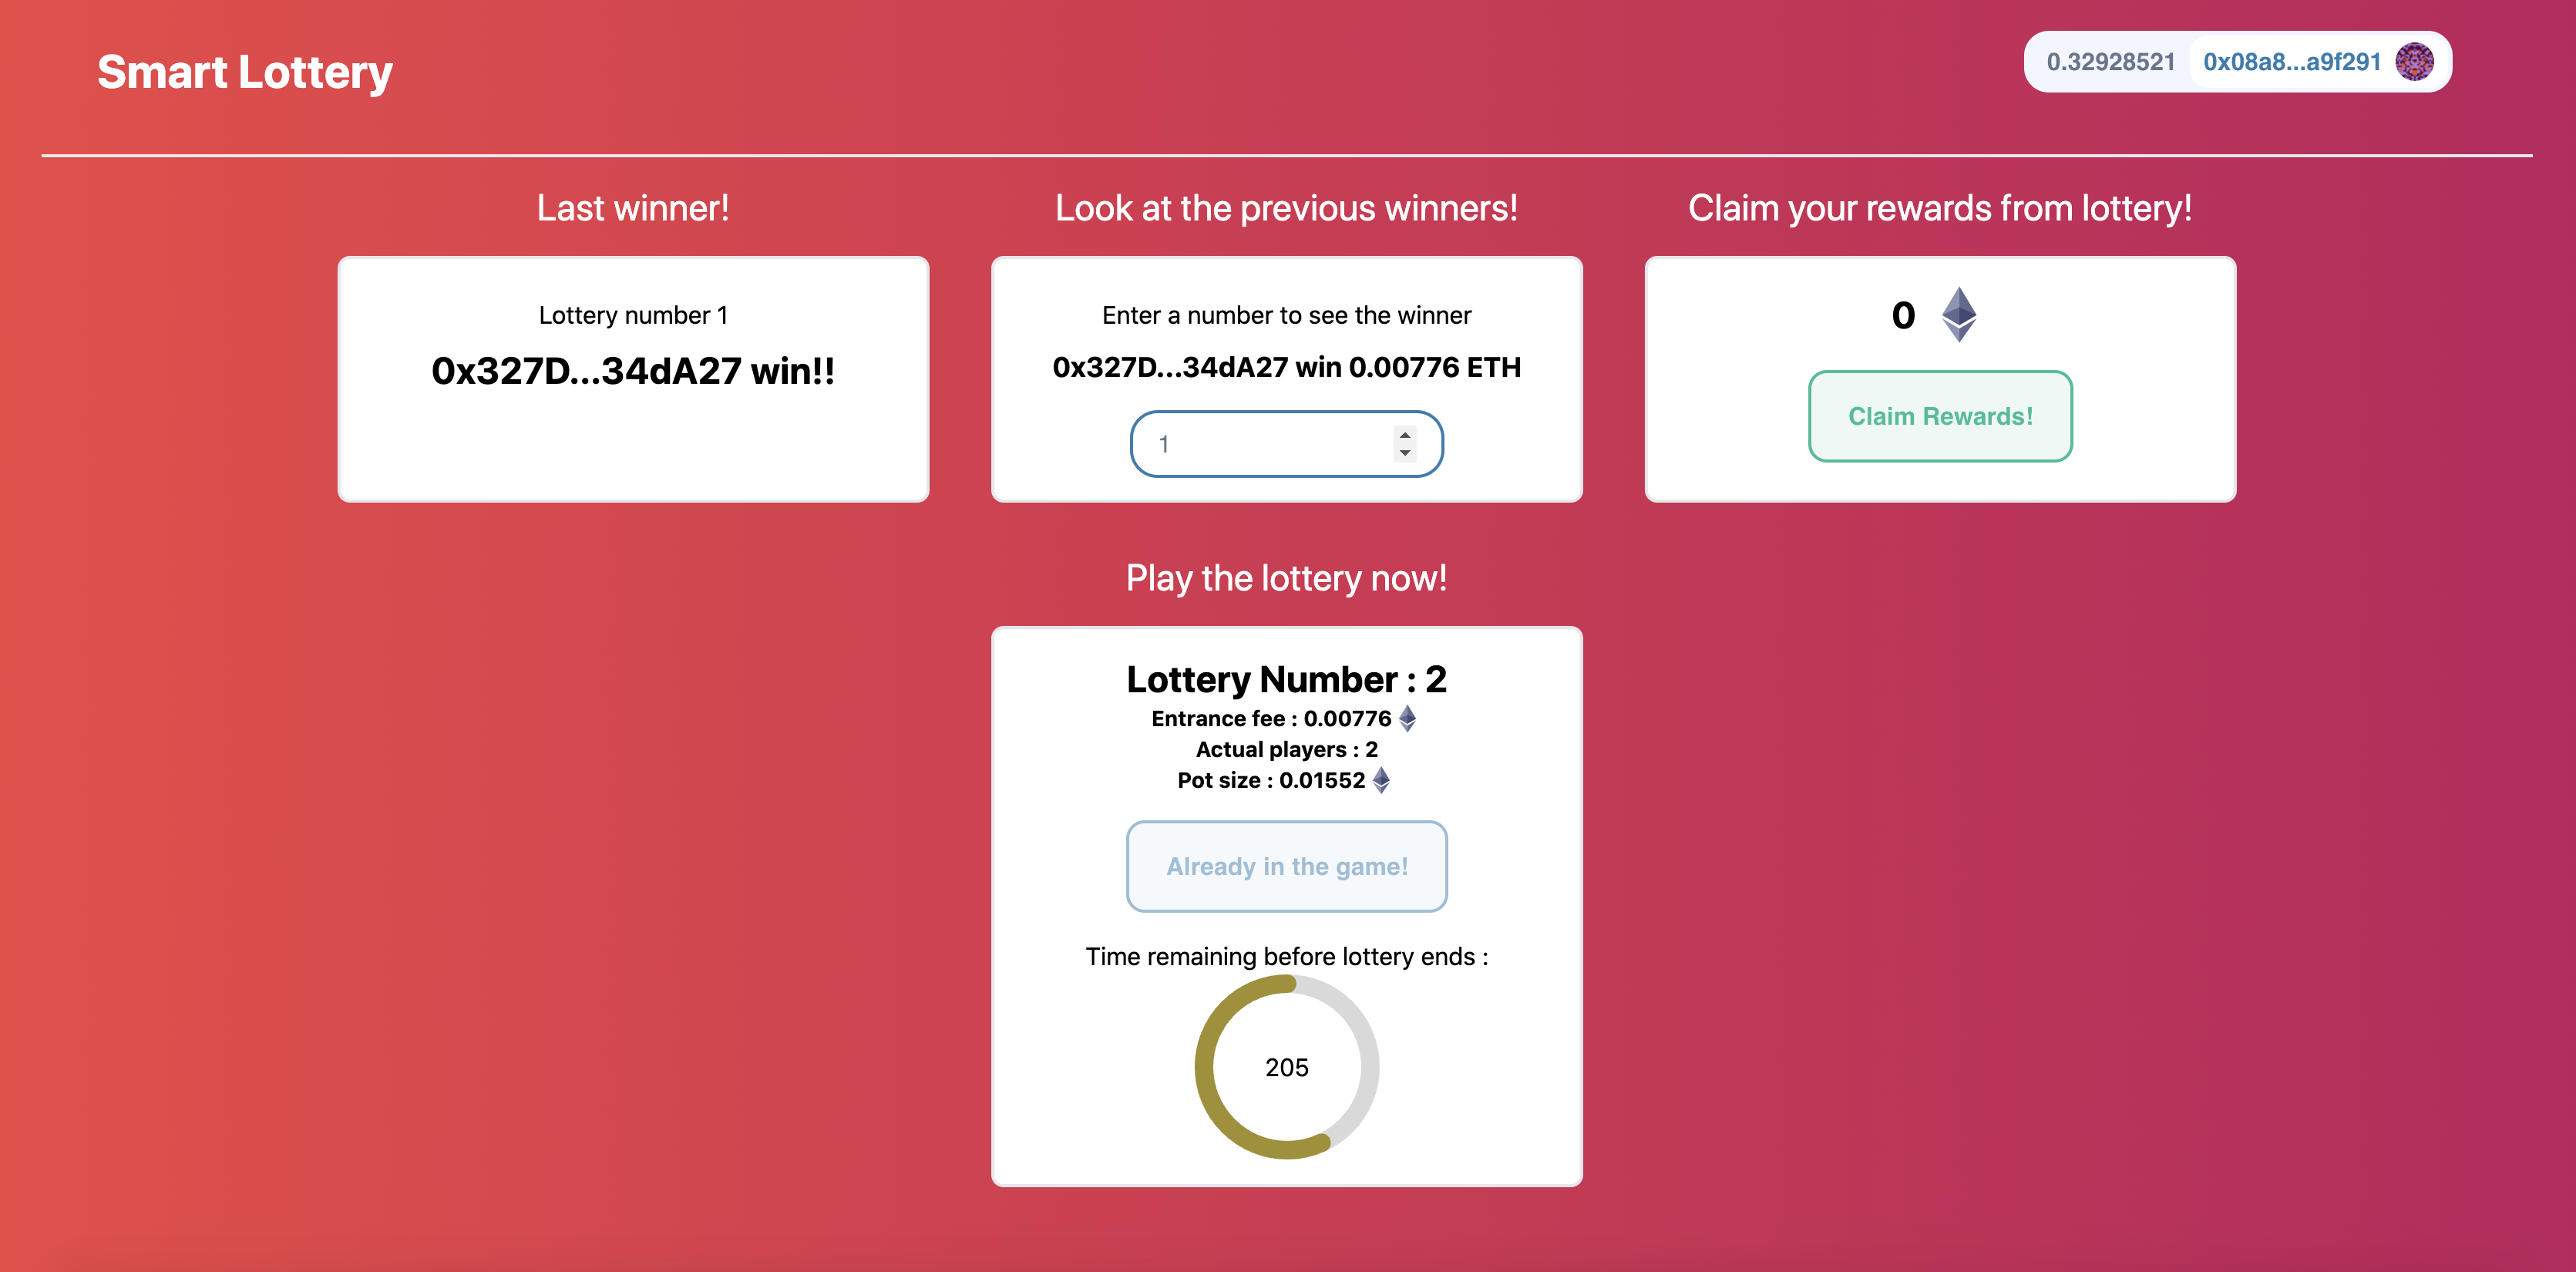 Smart Lottery
0.32928521
0x08a8...a9f291
Last winner!
Lottery number 1
0x327D...34dA27 win!!
Look at the previous winners!
Enter a number to see the winner
0x327D...34dA27 win 0.00776 ETH
1
Claim your rewards from lottery!
0
Claim Rewards!
Play the lottery now!
Lottery Number : 2
Entrance fee : 0.00776
Actual players : 2
Pot size : 0.01552
Already in the game!
Time remaining before lottery ends :
205